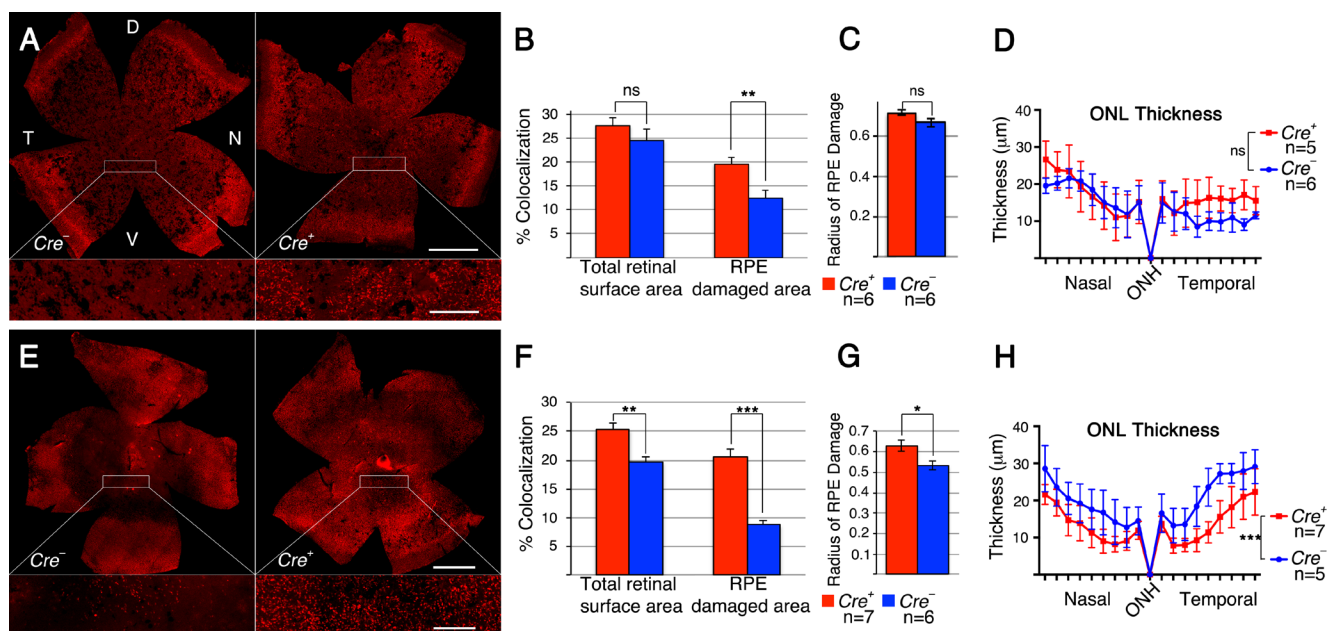 A
D
T
N
V
Cre⁻
Cre⁺
B
% Colocalization
30
25
20
15
10
5
ns
**
Total retinal
surface area
RPE
damaged area
C
Radius of RPE Damage
0.6
0.4
0.2
ns
Cre⁺
n=6
Cre⁻
n=6
D
ONL Thickness
Thickness (μm)
40
30
20
10
Nasal
ONH
Temporal
ns
Cre⁺
n=5
Cre⁻
n=6
E
Cre⁻
Cre⁺
F
% Colocalization
30
25
20
15
10
5
**
***
Total retinal
surface area
RPE
damaged area
G
Radius of RPE Damage
0.7
0.6
0.5
0.4
0.3
0.2
0.1
*
Cre⁺
n=7
Cre⁻
n=6
H
ONL Thickness
Thickness (μm)
40
30
20
10
Nasal
ONH
Temporal
***
Cre⁺
n=7
Cre⁻
n=5